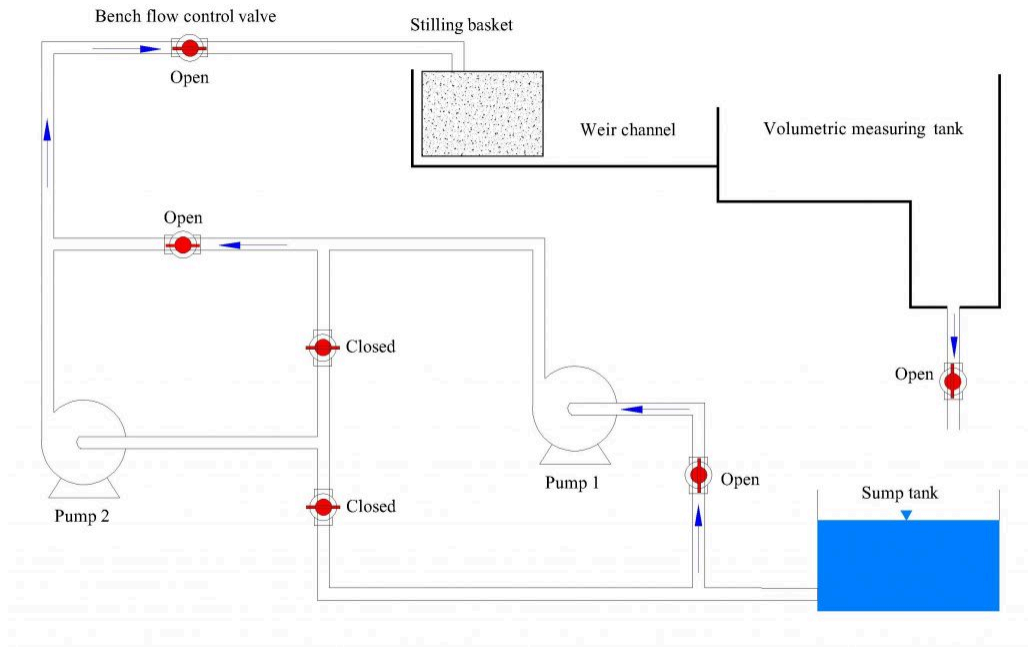 Bench flow control valve
Stilling basket
Open
Weir channel
Volumetric measuring tank
Open
Closed
Open
Pump 1
Open
Sump tank
Closed
Pump 2